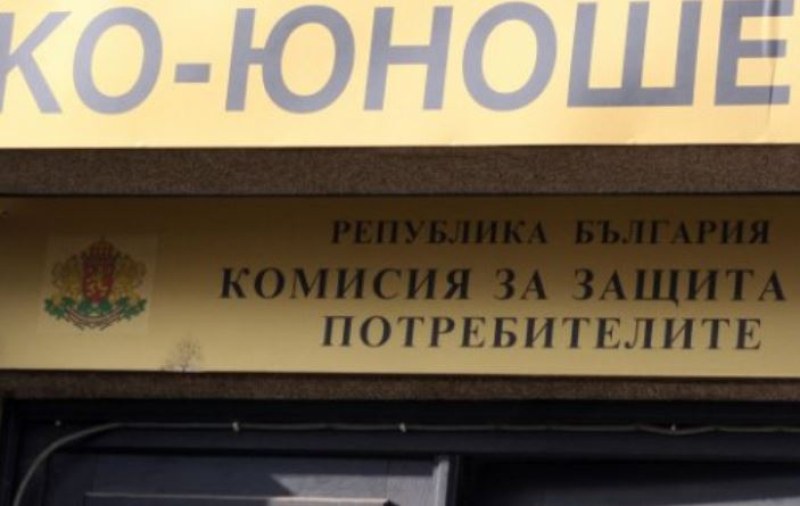 КО-ЮНОШЕ
РЕПУБЛИКА БЪЛГАРИЯ
КОМИСИЯ ЗА ЗАЩИТА
ПОТРЕБИТЕЛИТЕ